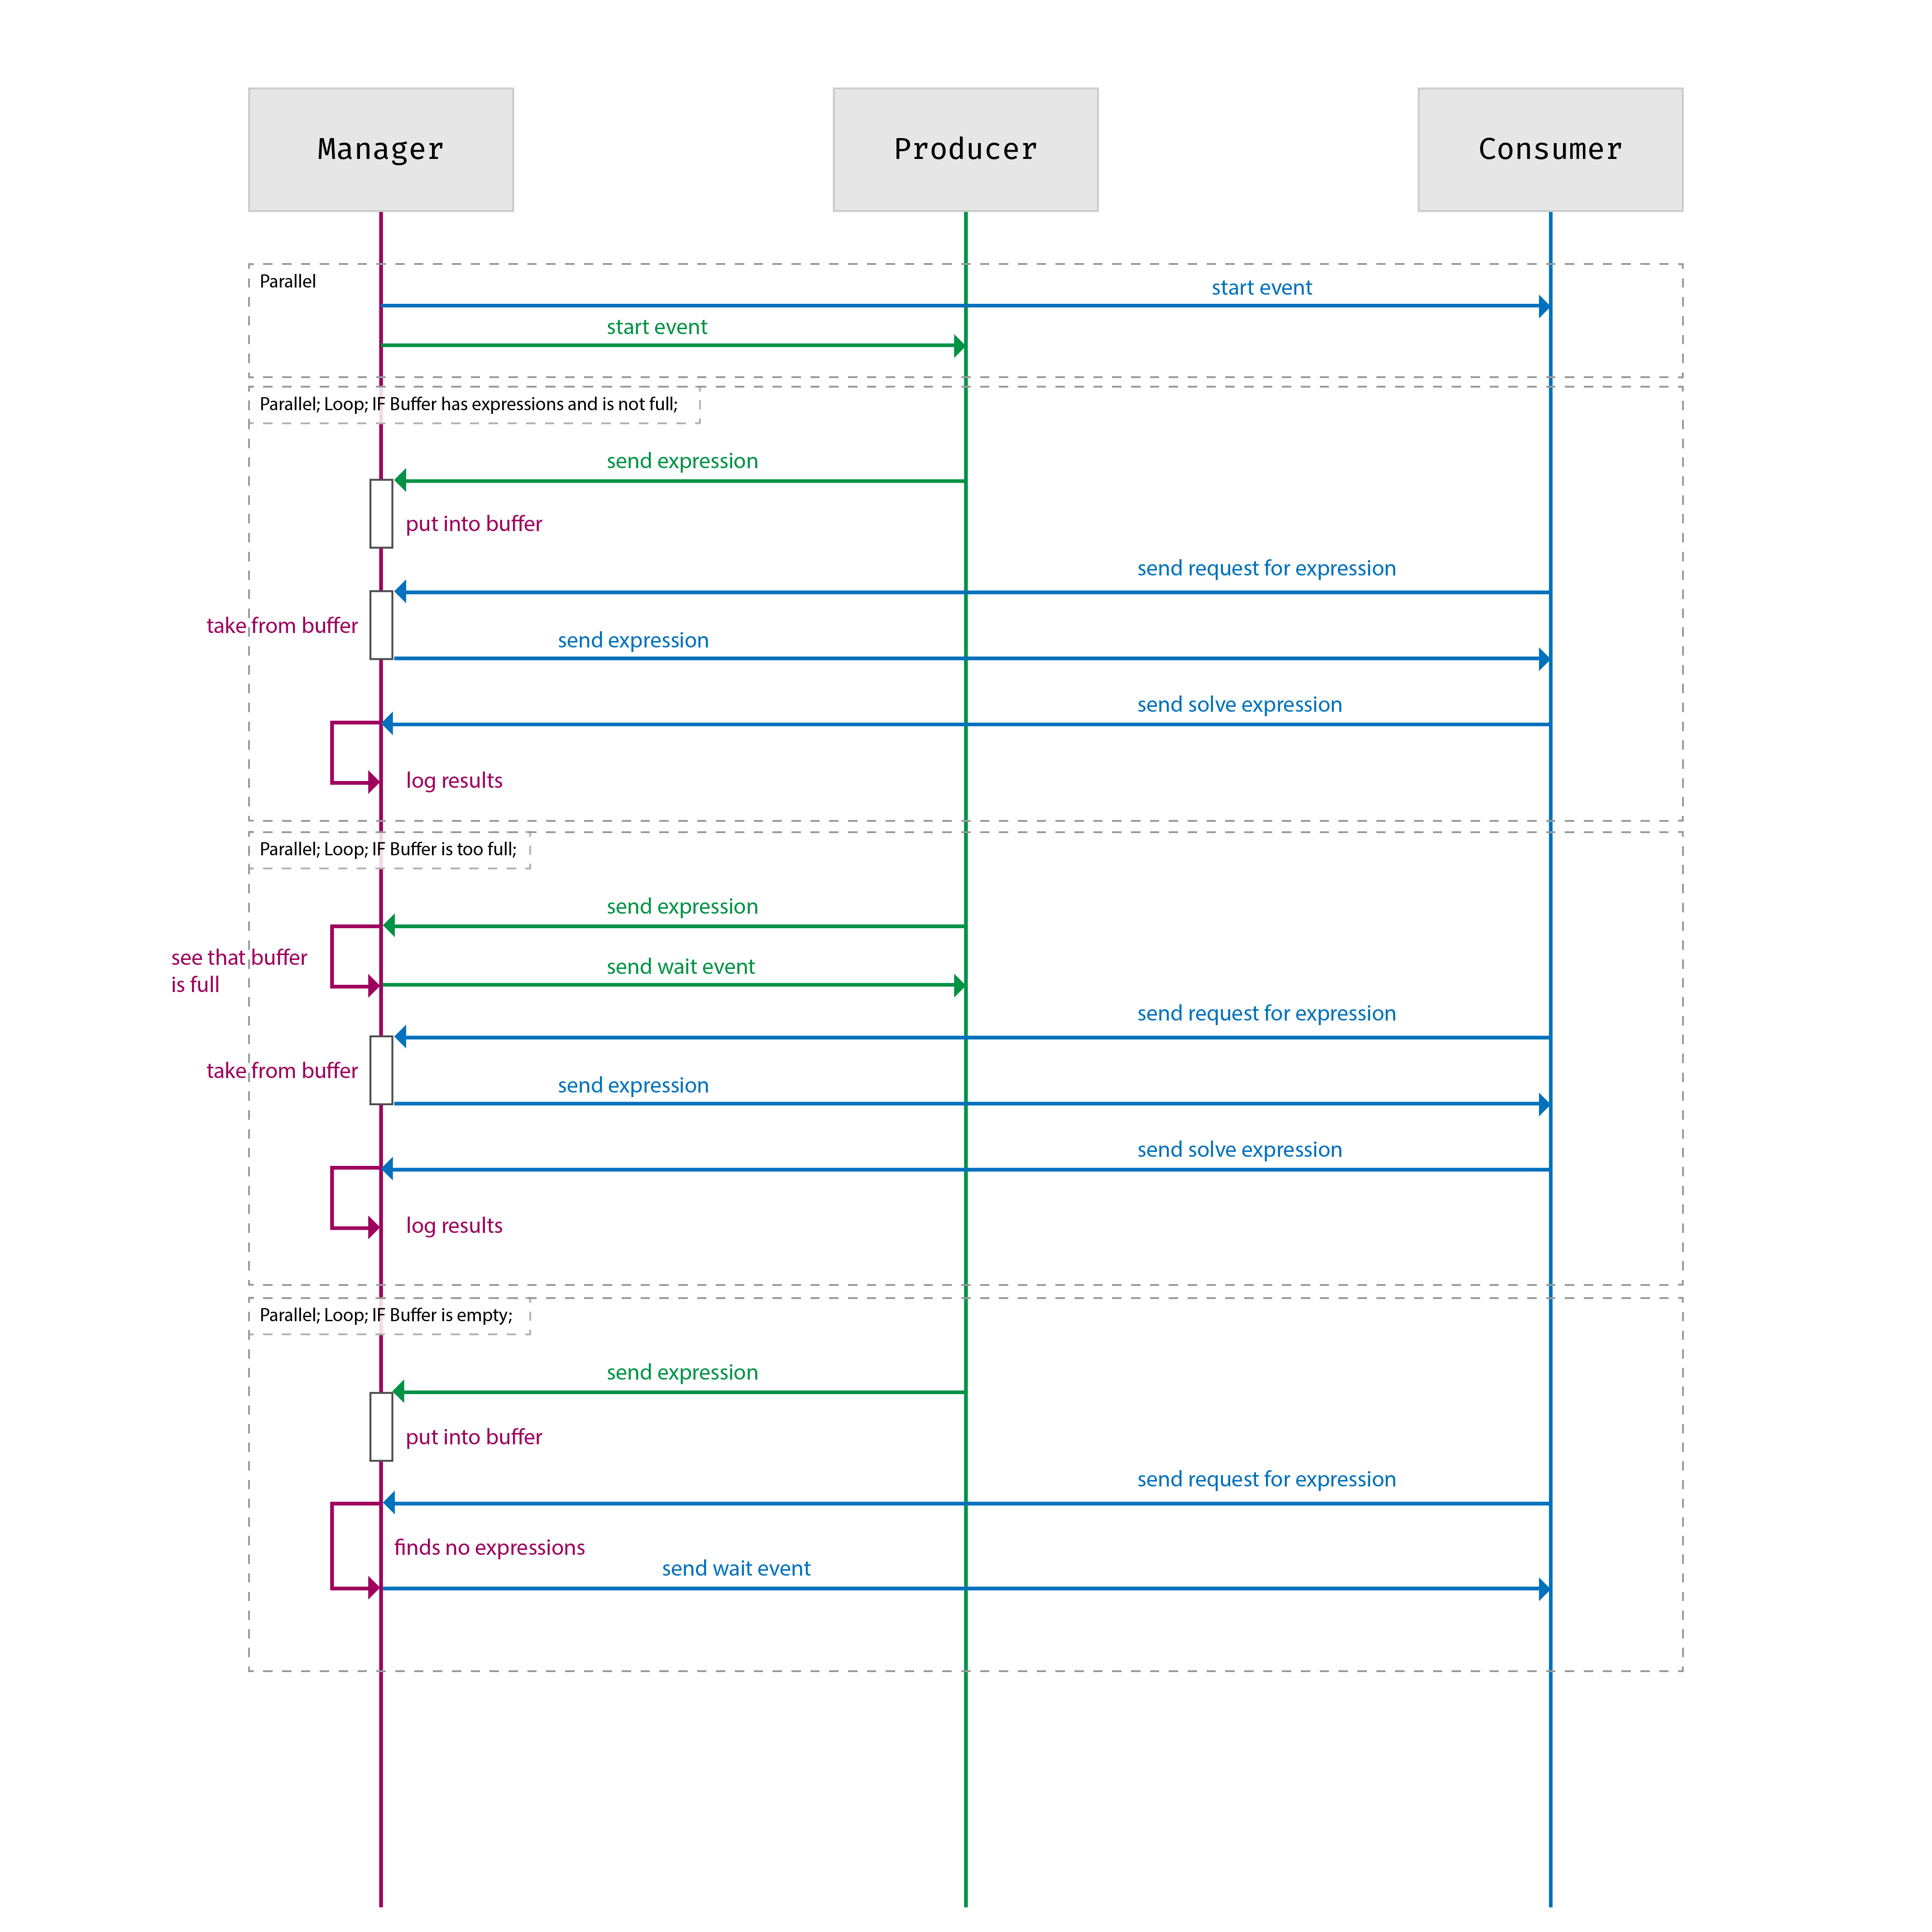 Manager
Producer
Consumer
Parallel
start event
start event
Parallel; Loop; IF Buffer has expressions and is not full;
send expression
put into buffer
send request for expression
take from buffer
send expression
send solve expression
log results
Parallel; Loop; IF Buffer is too full;
send expression
see that buffer
is full
send wait event
send request for expression
take from buffer
send expression
send solve expression
log results
Parallel; Loop; IF Buffer is empty;
send expression
put into buffer
send request for expression
finds no expressions
send wait event